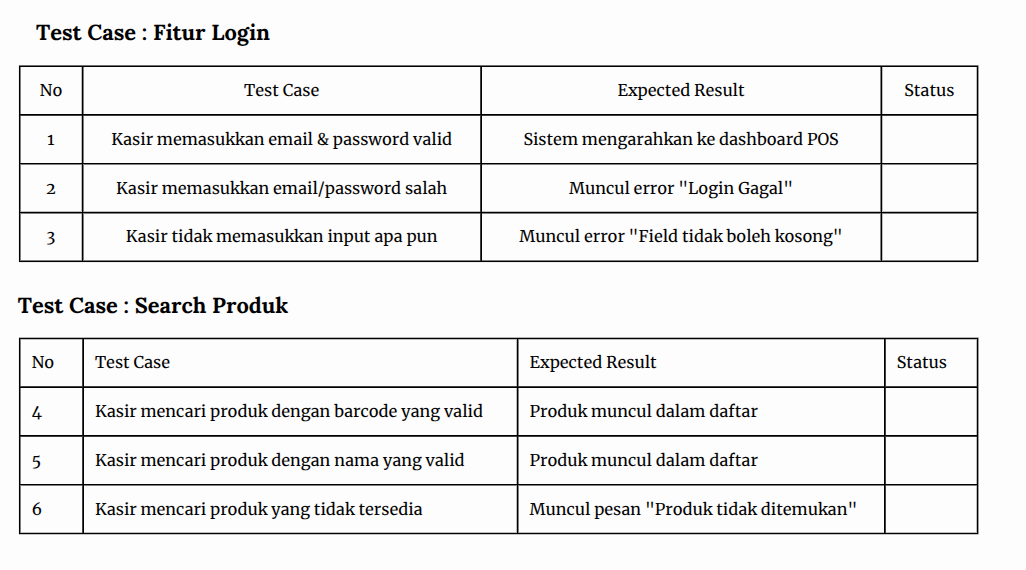 Test Case : Fitur Login
No Test Case Expected Result Status
1 Kasir memasukkan email & password valid Sistem mengarahkan ke dashboard POS
2 Kasir memasukkan email/password salah Muncul error "Login Gagal"
3 Kasir tidak memasukkan input apa pun Muncul error "Field tidak boleh kosong"
Test Case : Search Produk
No Test Case Expected Result Status
4 Kasir mencari produk dengan barcode yang valid Produk muncul dalam daftar
5 Kasir mencari produk dengan nama yang valid Produk muncul dalam daftar
6 Kasir mencari produk yang tidak tersedia Muncul pesan "Produk tidak ditemukan"